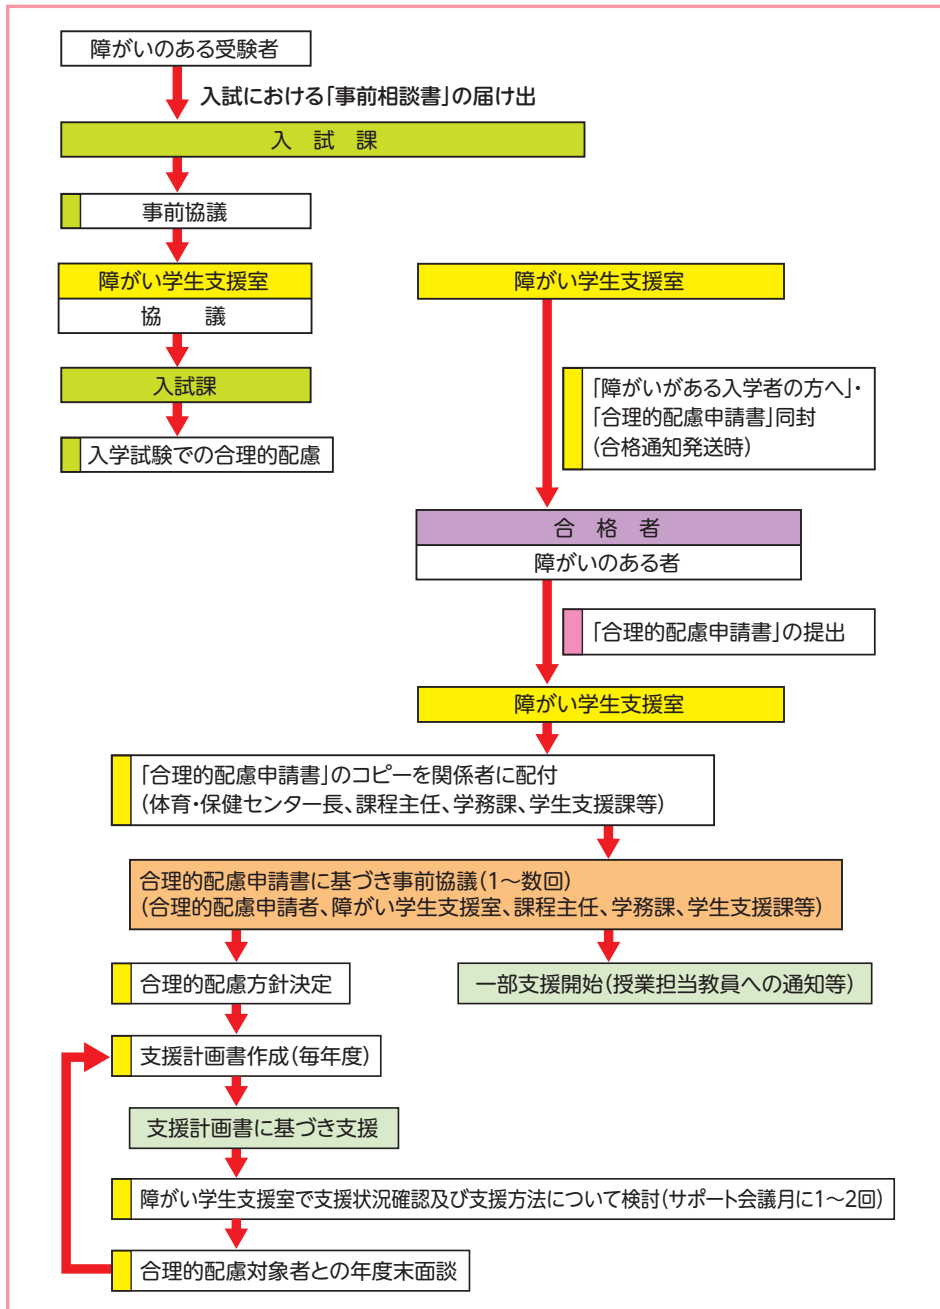 障がいのある受験者
入試における「事前相談書」の届け出
入　試　課
事前協議
障がい学生支援室
協　　議
入試課
入学試験での合理的配慮
障がい学生支援室
「障がいがある入学者の方へ」・
「合理的配慮申請書」同封
(合格通知発送時)
合　格　者
障がいのある者
「合理的配慮申請書」の提出
障がい学生支援室
「合理的配慮申請書」のコピーを関係者に配付
(体育・保健センター長、課程主任、学務課、学生支援課等)
合理的配慮申請書に基づき事前協議(1〜数回)
(合理的配慮申請者、障がい学生支援室、課程主任、学務課、学生支援課等)
合理的配慮方針決定
一部支援開始(授業担当教員への通知等)
支援計画書作成(毎年度)
支援計画書に基づき支援
障がい学生支援室で支援状況確認及び支援方法について検討(サポート会議月に1〜2回)
合理的配慮対象者との年度末面談